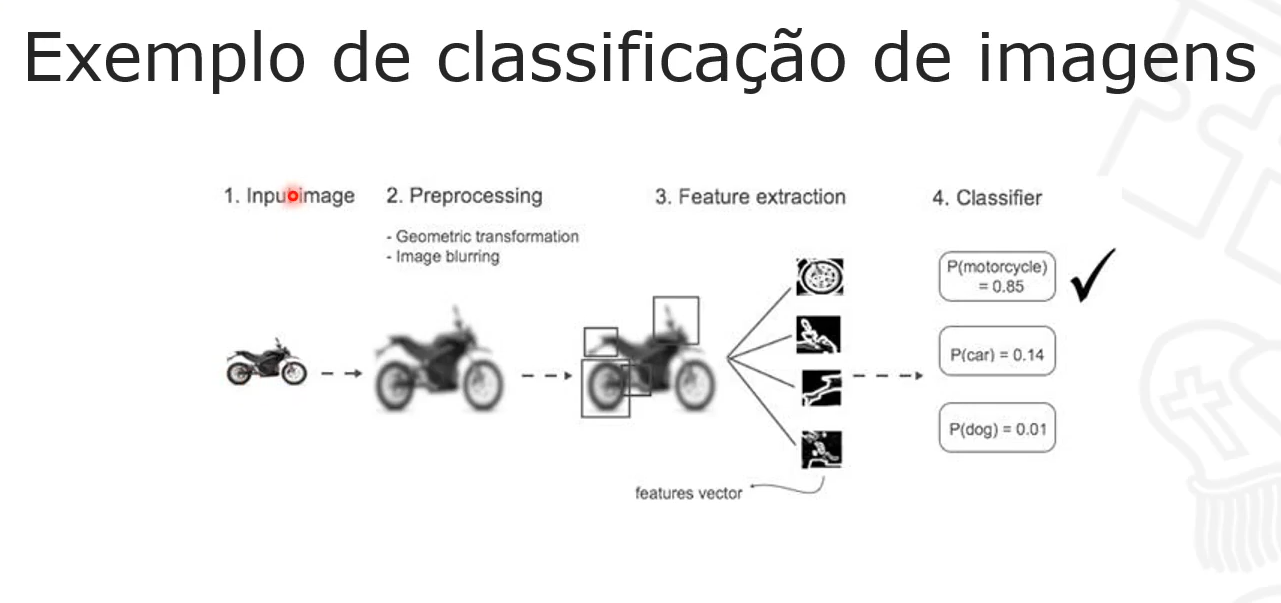 Exemplo de classificação de imagens
1. Input image
2. Preprocessing
- Geometric transformation
- Image blurring
3. Feature extraction
features vector
4. Classifier
P(motorcycle)
= 0.85
P(car) = 0.14
P(dog) = 0.01